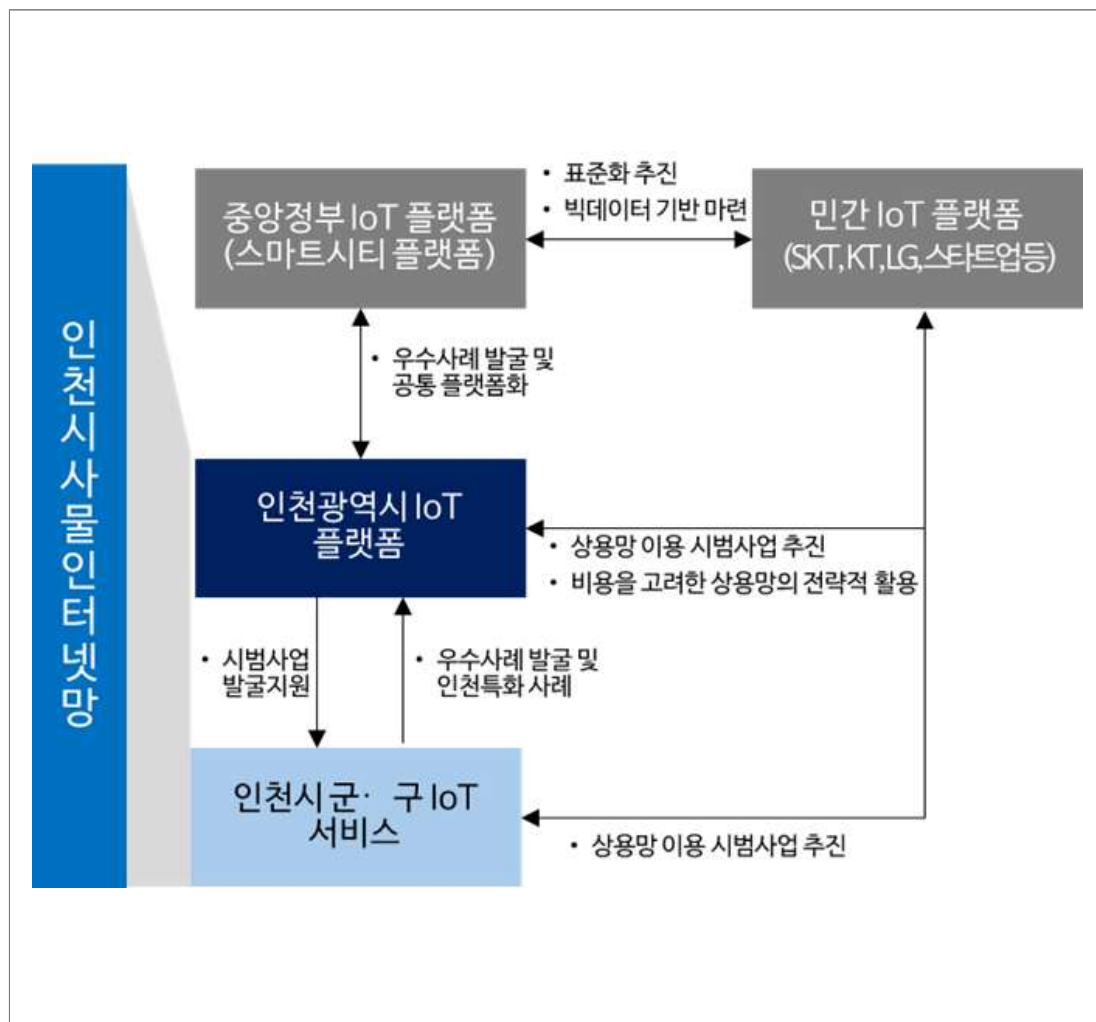 인천시사물인터넷망
중앙정부 IoT 플랫폼
(스마트시티 플랫폼)
• 표준화 추진
• 빅데이터 기반 마련
민간 IoT 플랫폼
(SKT,KT,LG,스타트업등)
• 우수사례 발굴 및
공통 플랫폼화
인천광역시 IoT
플랫폼
• 상용망 이용 시범사업 추진
• 비용을 고려한 상용망의 전략적 활용
• 시범사업
발굴지원
• 우수사례 발굴 및
인천특화 사례
인천시 군· 구 IoT
서비스
• 상용망 이용 시범사업 추진